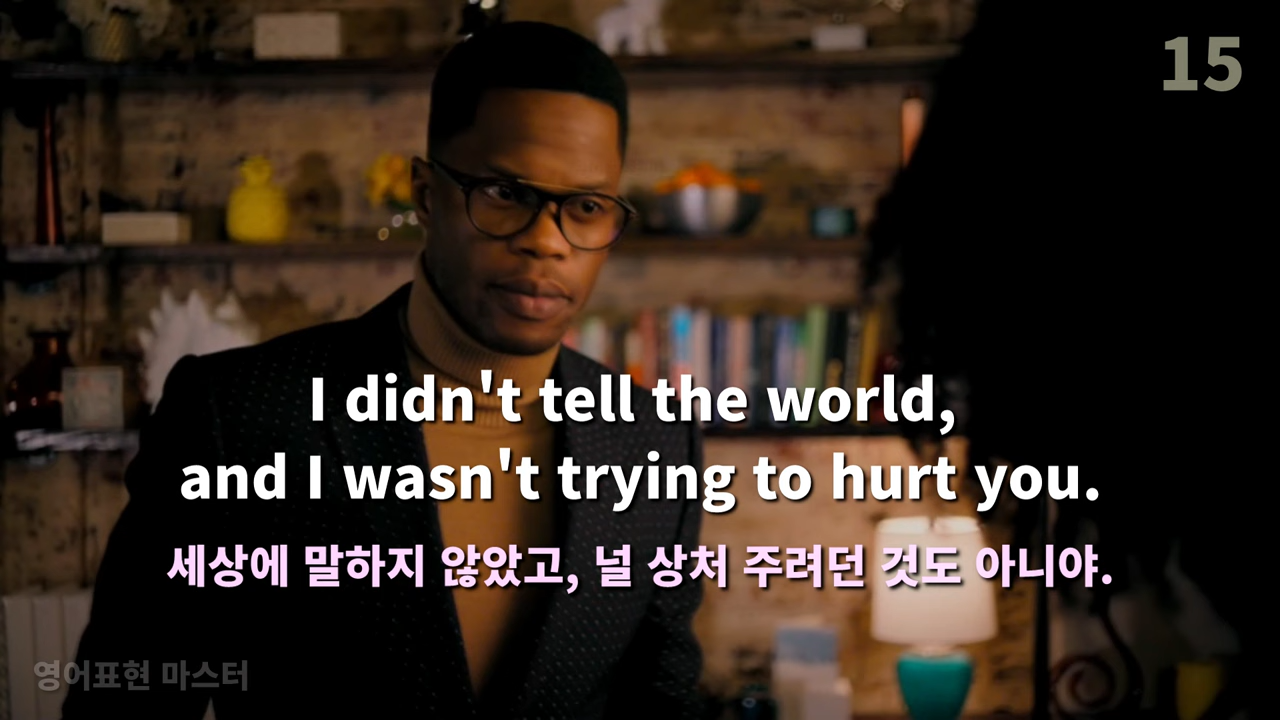 15
I didn't tell the world,
and I wasn't trying to hurt you.
세상에 말하지 않았고, 널 상처 주려던 것도 아니야.
영어표현 마스터